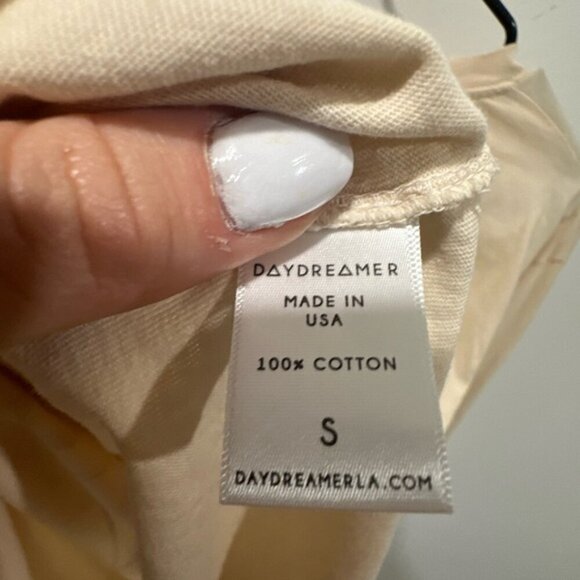 DAYDREAMER
MADE IN
USA
100% COTTON
S
DAYDREAMERLA.COM